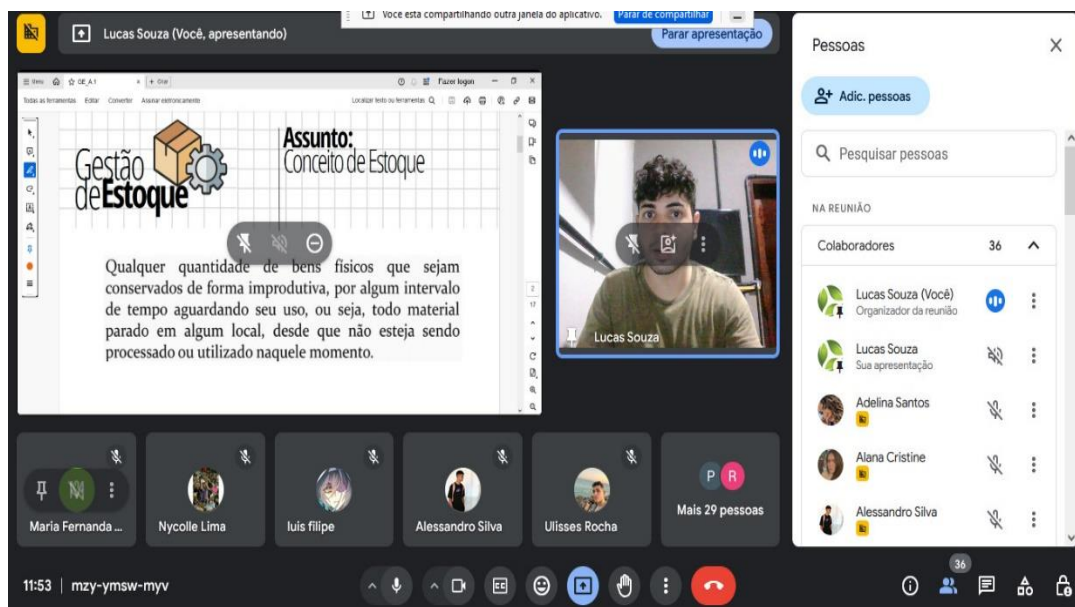 Você está compartilhando outra janela do aplicativo. Parar de compartilhar
Lucas Souza (Você, apresentando)
Parar apresentação
Menu GE_A.1 + Criar Fazer logon
Todas as ferramentas Editar Converter Assinar eletronicamente Localizar texto ou ferramentas
Gestão
de Estoque
Assunto:
Conceito de Estoque
Qualquer quantidade de bens físicos que sejam
conservados de forma improdutiva, por algum intervalo
de tempo aguardando seu uso, ou seja, todo material
parado em algum local, desde que não esteja sendo
processado ou utilizado naquele momento.
2
17
Lucas Souza
Maria Fernanda ...
Nycolle Lima
luis filipe
Alessandro Silva
Ulisses Rocha
P R
Mais 29 pessoas
Pessoas
Adic. pessoas
Pesquisar pessoas
NA REUNIÃO
Colaboradores 36
Lucas Souza (Você)
Organizador da reunião
Lucas Souza
Sua apresentação
Adelina Santos
Alana Cristine
Alessandro Silva
11:53 | mzy-ymsw-myv
36